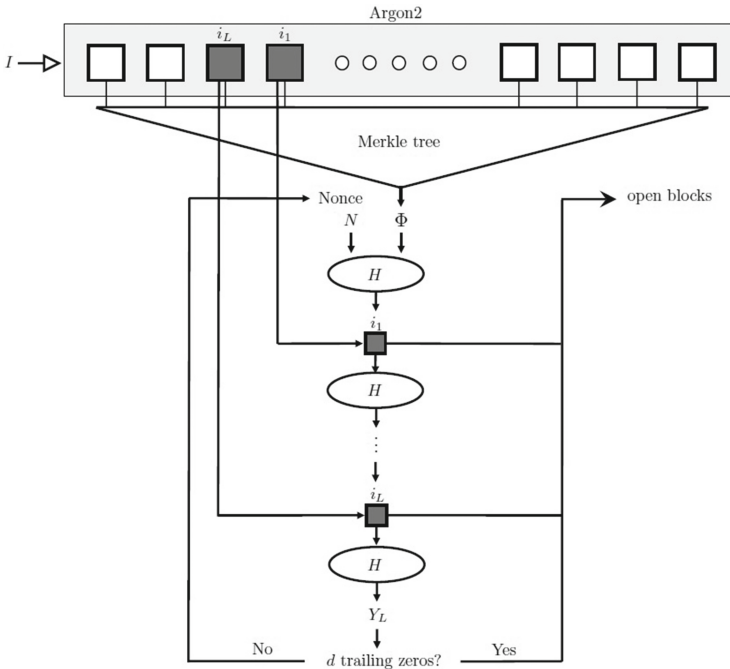 Argon2
I
i_L
i_1
Merkle tree
Nonce
open blocks
N
Φ
H
i_1
H
⋮
i_L
H
Y_L
No
d trailing zeros?
Yes